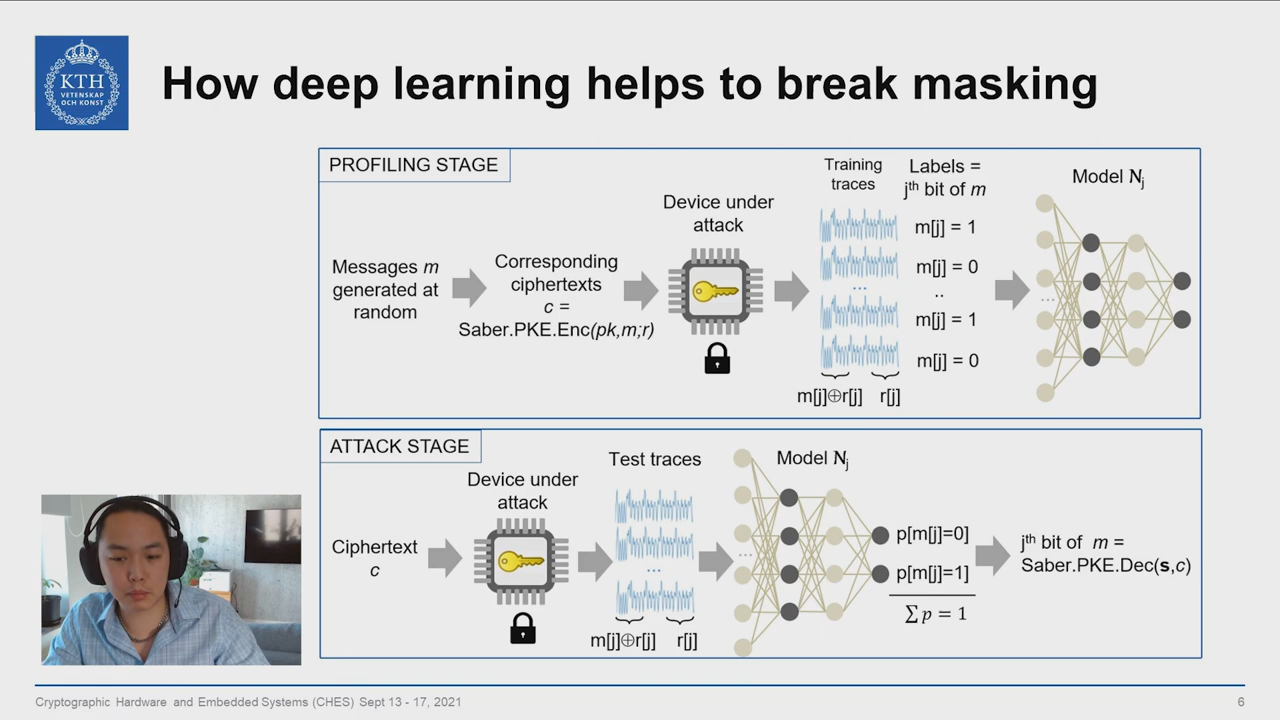 KTH
VETENSKAP
OCH KONST
How deep learning helps to break masking
PROFILING STAGE
Messages m
generated at
random
Corresponding
ciphertexts
c =
Saber.PKE.Enc(pk,m;r)
Device under
attack
Training
traces
...
m[j]⊕r[j] r[j]
Labels =
jth bit of m
m[j] = 1
m[j] = 0
..
m[j] = 1
m[j] = 0
Model Nj
...
ATTACK STAGE
Ciphertext
c
Device under
attack
Test traces
...
m[j]⊕r[j] r[j]
Model Nj
...
p[m[j]=0]
p[m[j]=1]
∑p = 1
jth bit of m =
Saber.PKE.Dec(s,c)
Cryptographic Hardware and Embedded Systems (CHES) Sept 13 - 17, 2021
6